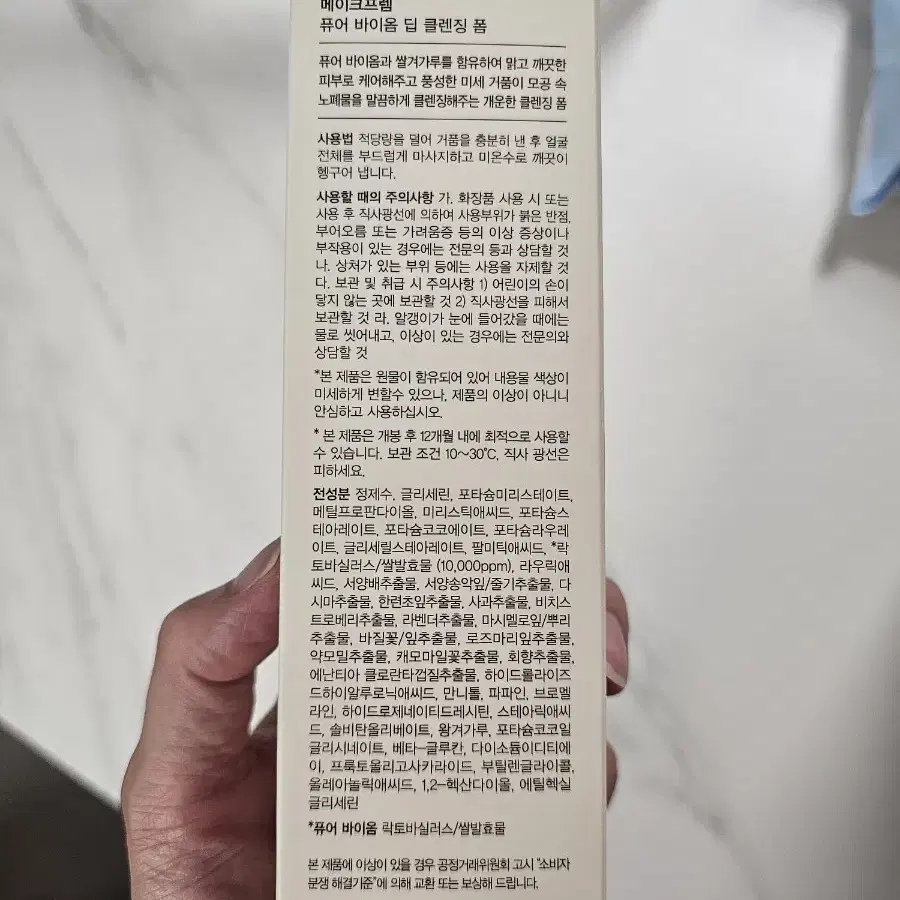 메이크프렘
퓨어 바이옴 딥 클렌징 폼
퓨어 바이옴과 쌀겨가루를 함유하여 맑고 깨끗한
피부로 케어해주고 풍성한 미세 거품이 모공 속
노폐물을 말끔하게 클렌징해주는 개운한 클렌징 폼
사용법 적당량을 덜어 거품을 충분히 낸 후 얼굴
전체를 부드럽게 마사지하고 미온수로 깨끗이
헹구어 냅니다.
사용할 때의 주의사항 가. 화장품 사용 시 또는
사용 후 직사광선에 의하여 사용부위가 붉은 반점,
부어오름 또는 가려움증 등의 이상 증상이나
부작용이 있는 경우에는 전문의 등과 상담할 것
나. 상처가 있는 부위 등에는 사용을 자제할 것
다. 보관 및 취급 시 주의사항 1) 어린이의 손이
닿지 않는 곳에 보관할 것 2) 직사광선을 피해서
보관할 것 라. 알갱이가 눈에 들어갔을 때에는
물로 씻어내고, 이상이 있는 경우에는 전문의와
상담할 것
*본 제품은 원물이 함유되어 있어 내용물 색상이
미세하게 변할수 있으나, 제품의 이상이 아니니
안심하고 사용하십시오.
* 본 제품은 개봉 후 12개월 내에 최적으로 사용할
수 있습니다. 보관 조건 10~30℃, 직사 광선은
피하세요.
전성분 정제수, 글리세린, 포타슘미리스테이트,
메틸프로판다이올, 미리스틱애씨드, 포타슘스
테아레이트, 포타슘코코에이트, 포타슘라우레
이트, 글리세릴스테아레이트, 팔미틱애씨드, *락
토바실러스/쌀발효물 (10,000ppm), 라우릭애
씨드, 서양배추출물, 서양송악잎/줄기추출물, 다
시마추출물, 한련초잎추출물, 사과추출물, 비치스
트로베리추출물, 라벤더추출물, 마시멜로잎/뿌리
추출물, 바질꽃/잎추출물, 로즈마리잎추출물,
약모밀추출물, 캐모마일꽃추출물, 회향추출물,
에난티아 클로란타껍질추출물, 하이드롤라이즈
드하이알루로닉애씨드, 만니톨, 파파인, 브로멜
라인, 하이드로제네이티드레시틴, 스테아릭애씨
드, 솔비탄올리베이트, 왕겨가루, 포타슘코코일
글리시네이트, 베타-글루칸, 다이소듐이디티에
이, 프룩토올리고사카라이드, 부틸렌글라이콜,
올레아놀릭애씨드, 1,2-헥산다이올, 에틸헥실
글리세린
*퓨어 바이옴 락토바실러스/쌀발효물
본 제품에 이상이 있을 경우 공정거래위원회 고시 "소비자
분쟁 해결기준"에 의해 교환 또는 보상해 드립니다.